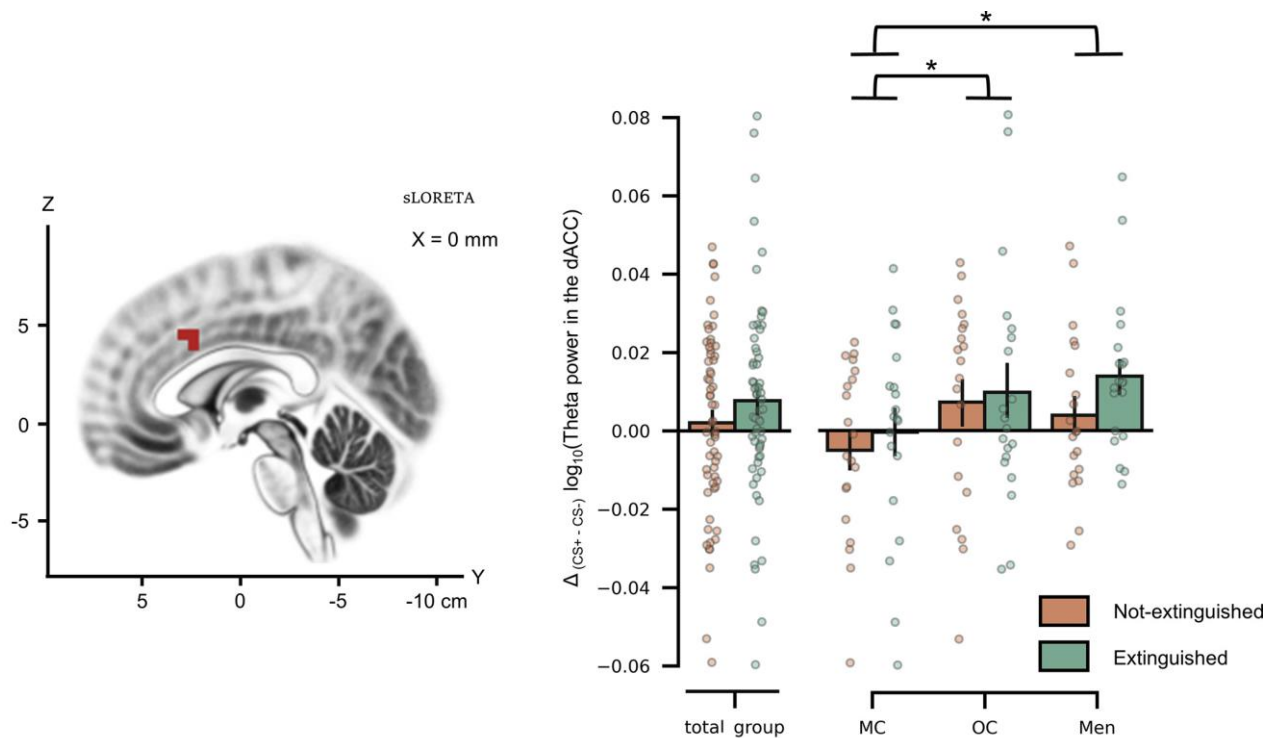 Z
sLORETA
X = 0 mm
5
0
-5
Y
5 0 -5 -10 cm
* 
*
Δ (CS+ - CS-) log10(Theta power in the dACC)
0.08
0.06
0.04
0.02
0.00
−0.02
−0.04
−0.06
Not-extinguished
Extinguished
total group MC OC Men